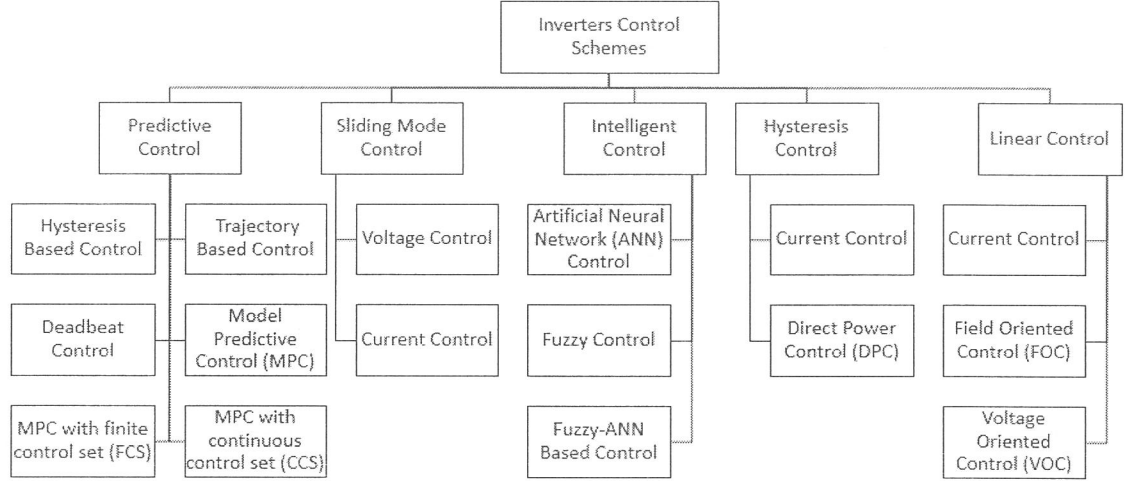 Inverters Control
Schemes
Predictive
Control
Sliding Mode
Control
Intelligent
Control
Hysteresis
Control
Linear Control
Hysteresis
Based Control
Trajectory
Based Control
Voltage Control
Artificial Neural
Network (ANN)
Control
Current Control
Current Control
Deadbeat
Control
Model
Predictive
Control (MPC)
Current Control
Fuzzy Control
Direct Power
Control (DPC)
Field Oriented
Control (FOC)
MPC with finite
control set (FCS)
MPC with
continuous
control set (CCS)
Fuzzy-ANN
Based Control
Voltage
Oriented
Control (VOC)